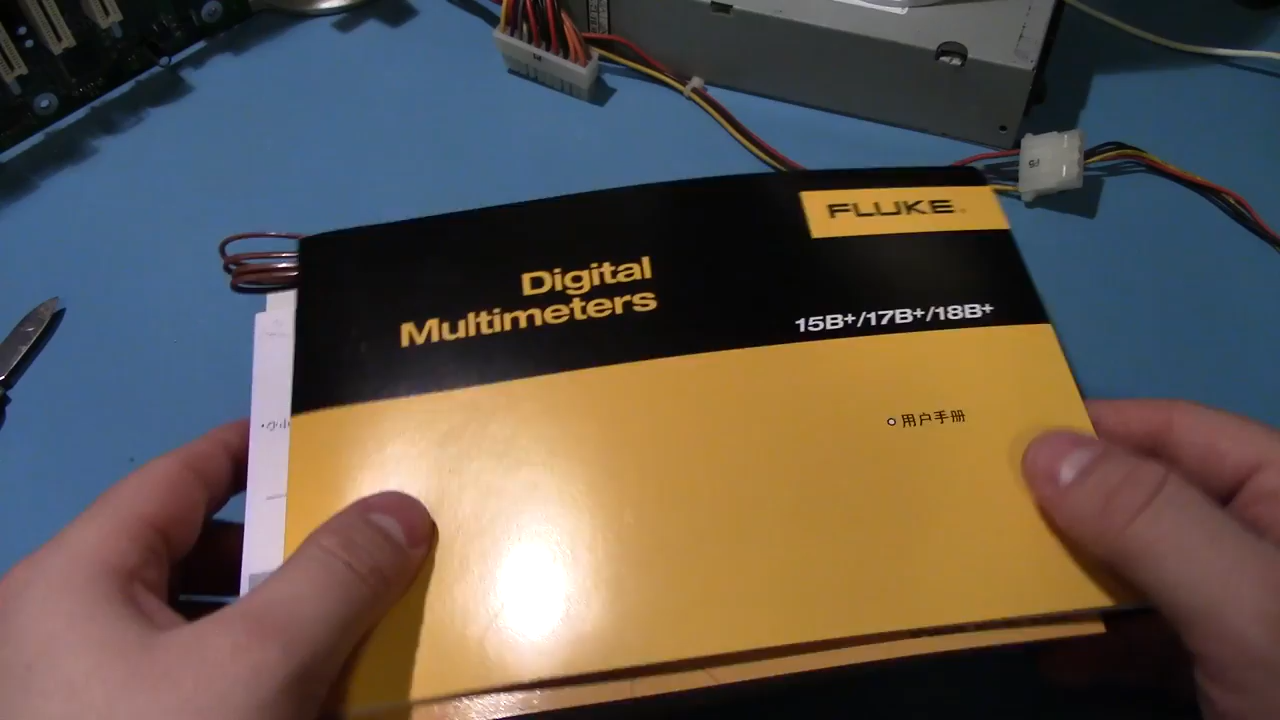 FLUKE
Digital
Multimeters
15B+/17B+/18B+
用户手册